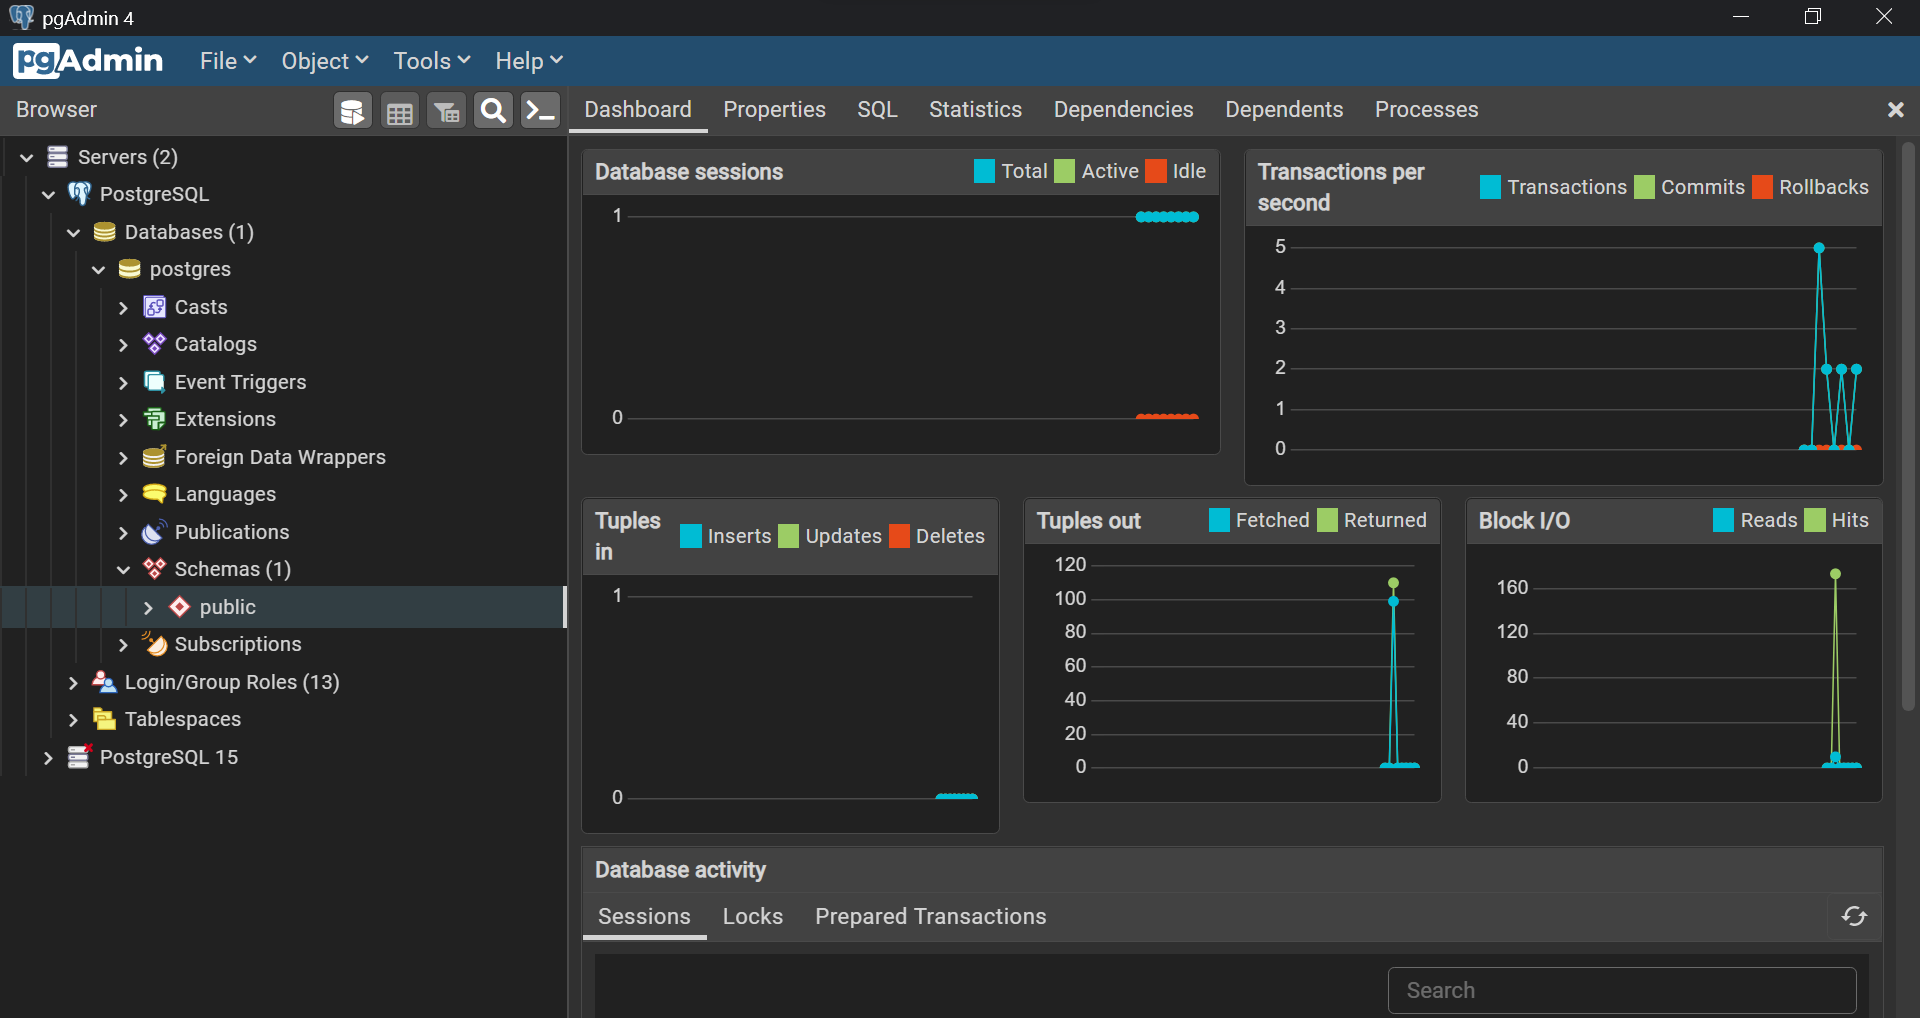 pgAdmin 4
pgAdmin File Object Tools Help
Browser
Dashboard Properties SQL Statistics Dependencies Dependents Processes
Servers (2)
PostgreSQL
Databases (1)
postgres
Casts
Catalogs
Event Triggers
Extensions
Foreign Data Wrappers
Languages
Publications
Schemas (1)
public
Subscriptions
Login/Group Roles (13)
Tablespaces
PostgreSQL 15
Database sessions Total Active Idle
1
0
Transactions per
second
Transactions Commits Rollbacks
5
4
3
2
1
0
Tuples
in
Inserts Updates Deletes
1
0
Tuples out Fetched Returned
120
100
80
60
40
20
0
Block I/O Reads Hits
160
120
80
40
0
Database activity
Sessions Locks Prepared Transactions
Search